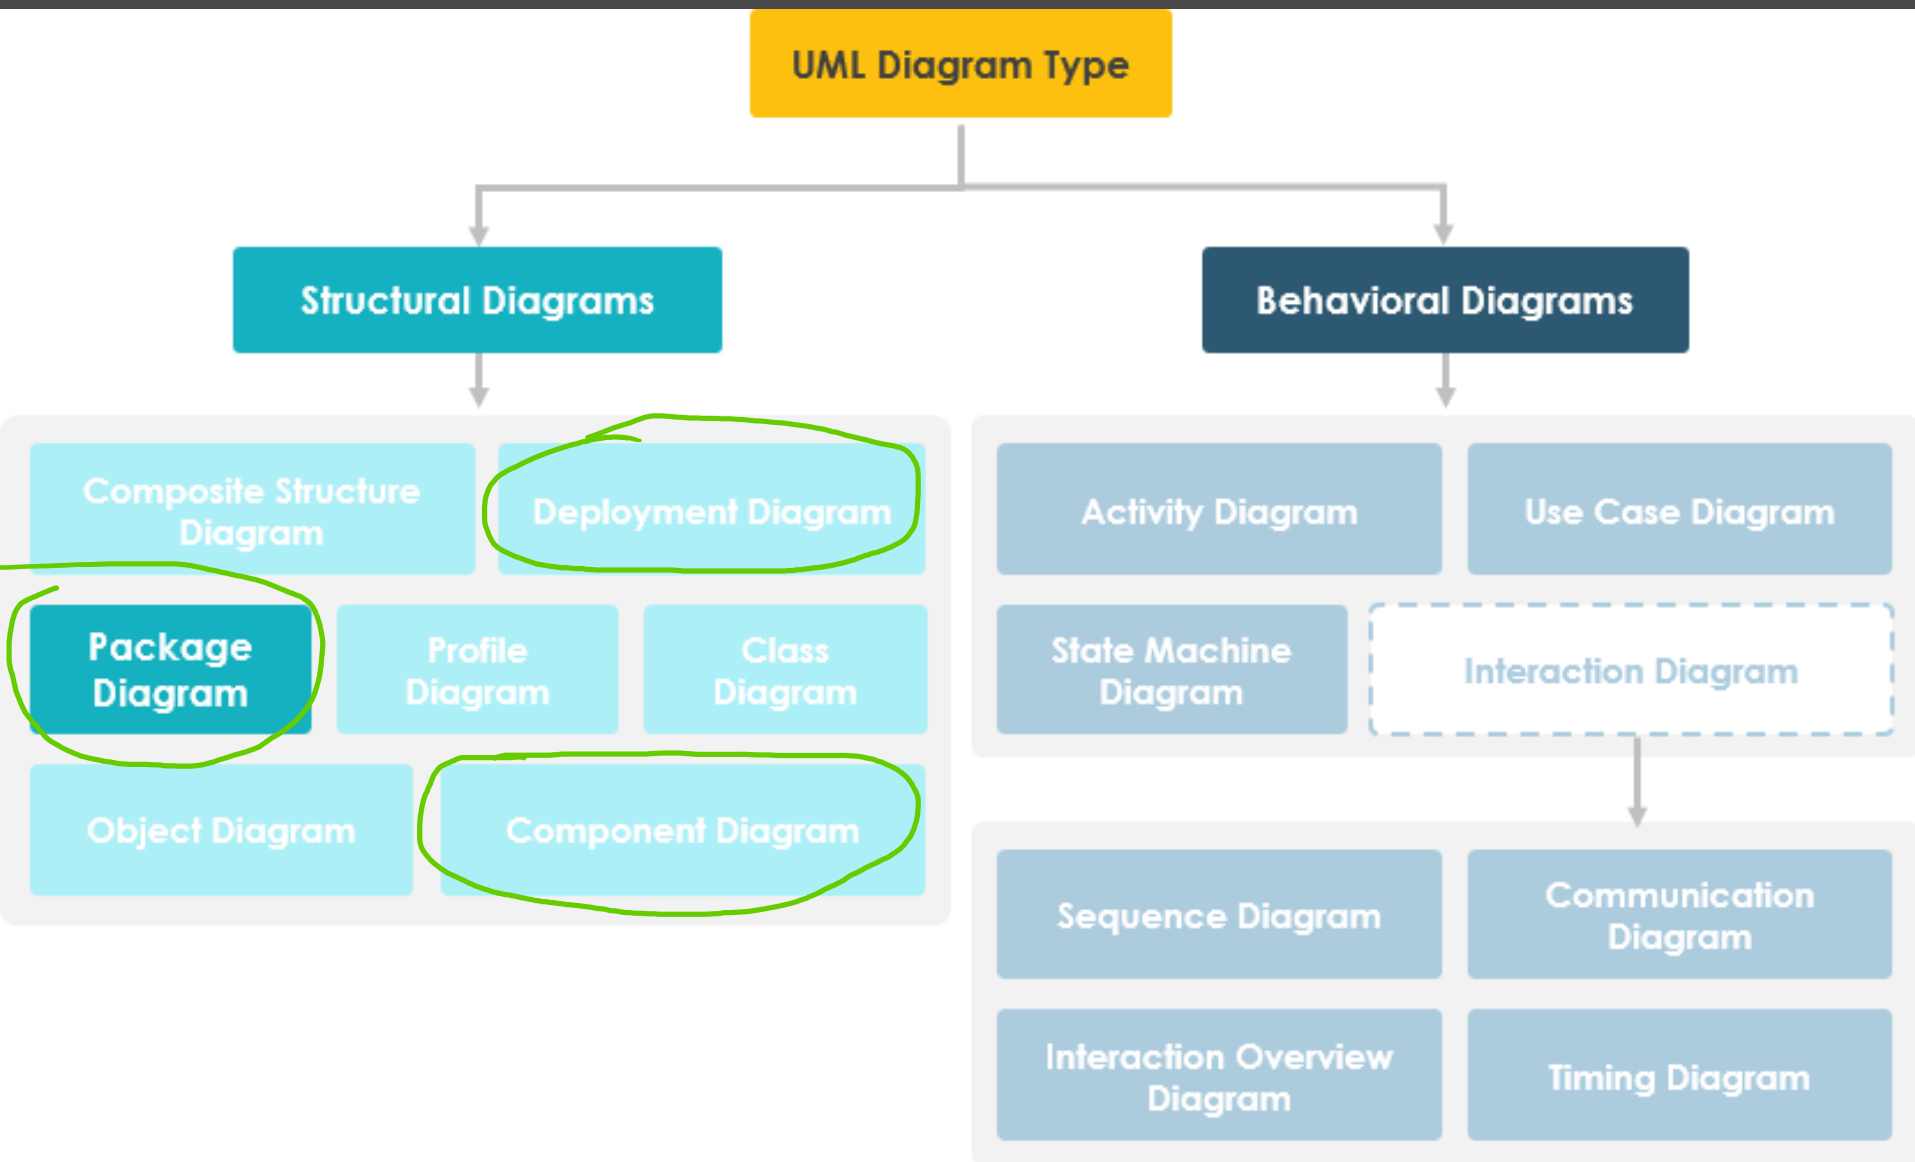 UML Diagram Type
Structural Diagrams
Behavioral Diagrams
Composite Structure
Diagram
Deployment Diagram
Package
Diagram
Profile
Diagram
Class
Diagram
Object Diagram
Component Diagram
Activity Diagram
Use Case Diagram
State Machine
Diagram
Interaction Diagram
Sequence Diagram
Communication
Diagram
Interaction Overview
Diagram
Timing Diagram